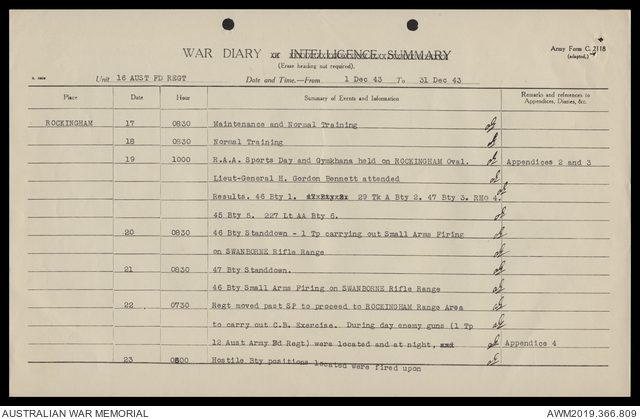 WAR DIARY or INTELLIGENCE SUMMARY
(Erase heading not required).
Army Form C. 2118
(adapted.)
Unit 16 AUST FD REGT Date and Time.—From 1 Dec 43 To 31 Dec 43
Place Date Hour Summary of Events and Information Remarks and references to Appendices, Diaries, &c.
ROCKINGHAM 17 0830 Maintenance and Normal Training
18 0830 Normal Training
19 1000 R.A.A. Sports Day and Gymkhana held on ROCKINGHAM Oval. Appendices 2 and 3
Lieut-General H. Gordon Bennett attended
Results. 46 Bty 1. 29 Tk A Bty 2. 47 Bty 3. RHQ 4.
45 Bty 5. 227 Lt AA Bty 6.
20 0830 46 Bty Standdown - 1 Tp carrying out Small Arms Firing
on SWANBORNE Rifle Range
21 0830 47 Bty Standdown.
46 Bty Small Arms Firing on SWANBORNE Rifle Range
22 0730 Regt moved past SP to proceed to ROCKINGHAM Range Area
to carry out C.B. Exercise. During day enemy guns (1 Tp
12 Aust Army Fd Regt) were located and at night, Appendix 4
23 0800 Hostile Bty positions located were fired upon
AUSTRALIAN WAR MEMORIAL AWM2019.366.809